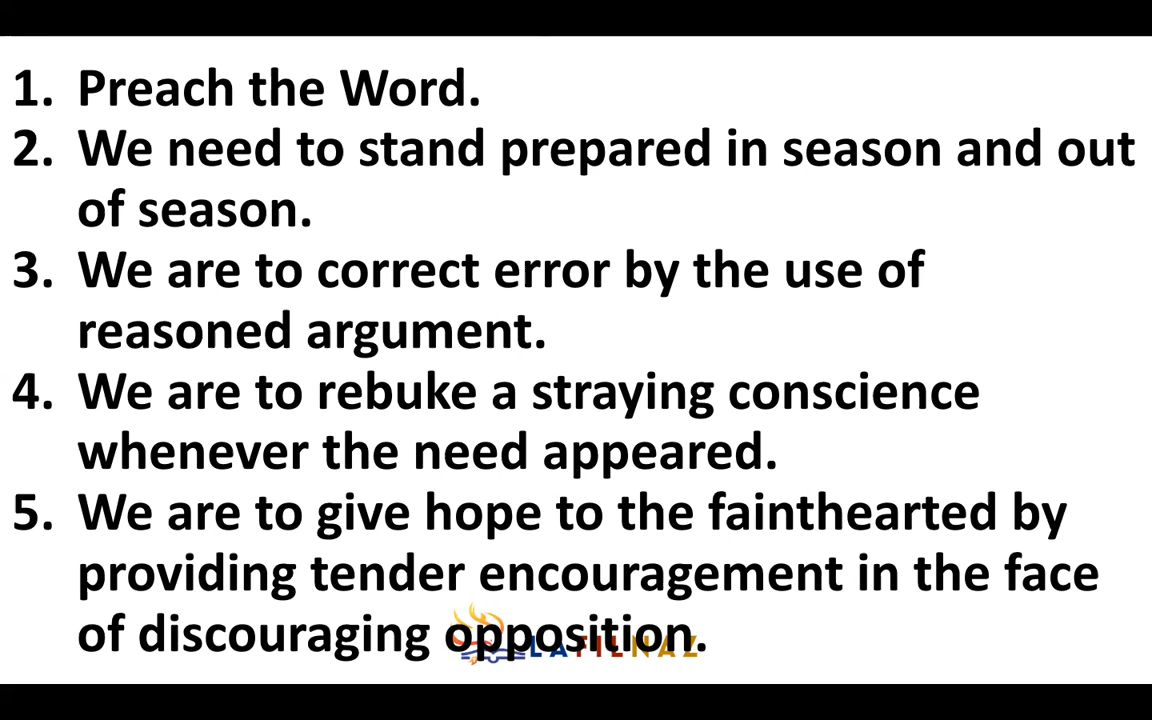 1. Preach the Word.
2. We need to stand prepared in season and out
of season.
3. We are to correct error by the use of
reasoned argument.
4. We are to rebuke a straying conscience
whenever the need appeared.
5. We are to give hope to the fainthearted by
providing tender encouragement in the face
of discouraging opposition.
LAFILNAZ